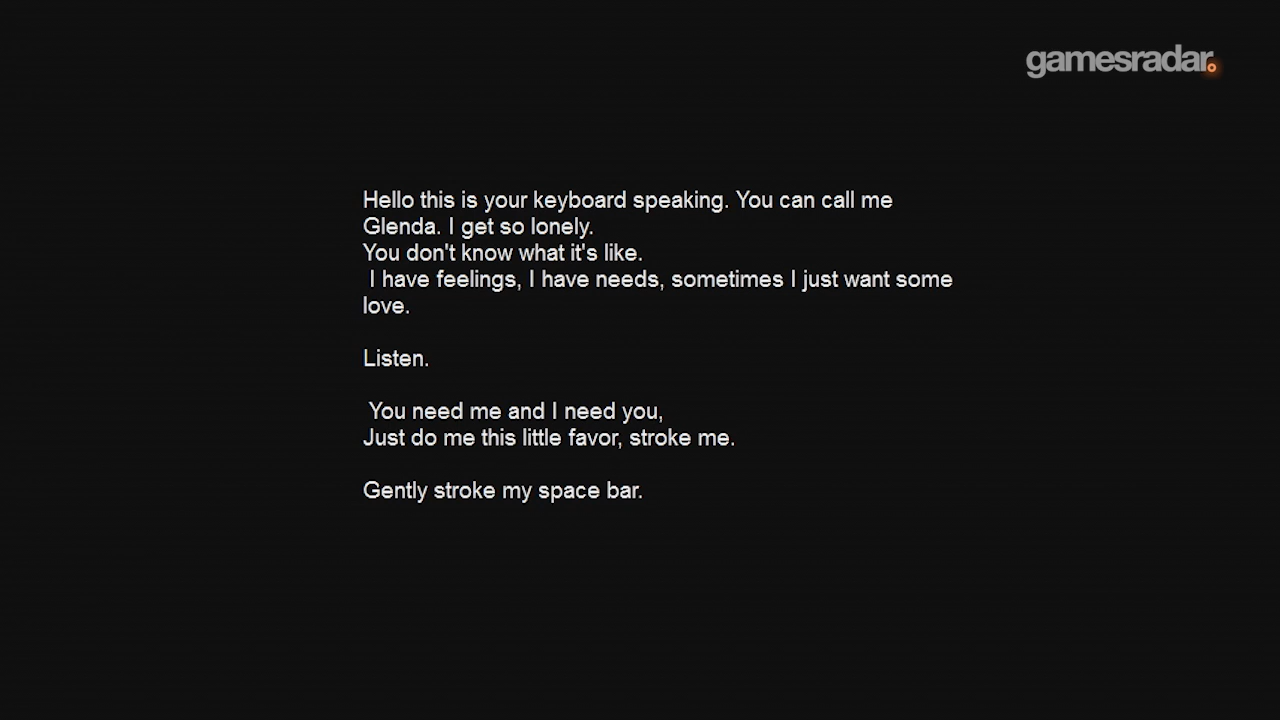 gamesradar.
Hello this is your keyboard speaking. You can call me
Glenda. I get so lonely.
You don't know what it's like.
I have feelings, I have needs, sometimes I just want some
love.
Listen.
You need me and I need you,
Just do me this little favor, stroke me.
Gently stroke my space bar.